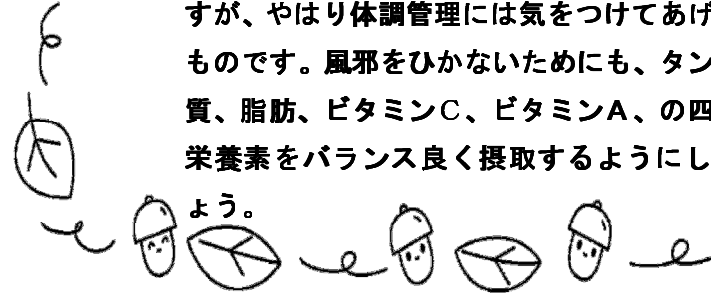 すが、やはり体調管理には気をつけてあげ
ものです。風邪をひかないためにも、タン
質、脂肪、ビタミンC、ビタミンA、の四
栄養素をバランス良く摂取するようにし
ょう。